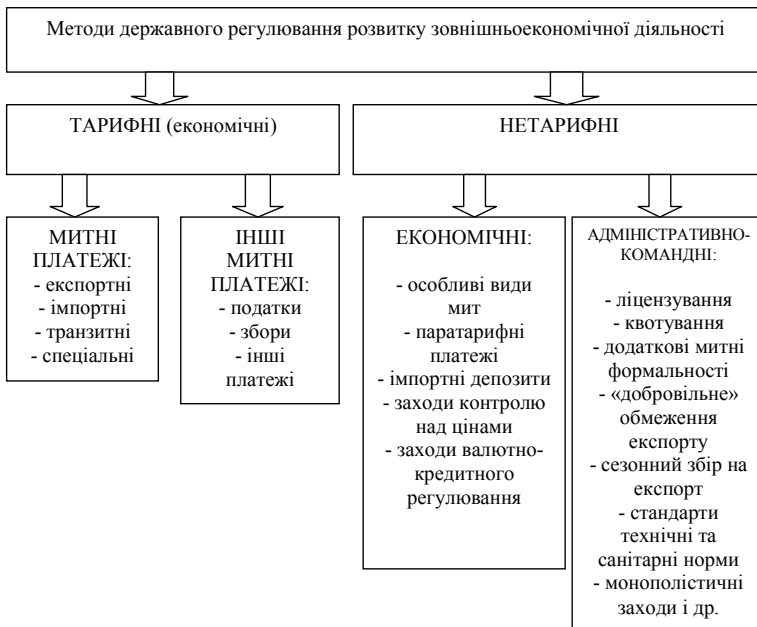 Методи державного регулювання розвитку зовнішньоекономічної діяльності
ТАРИФНІ (економічні)
НЕТАРИФНІ
МИТНІ
ПЛАТЕЖІ:
- експортні
- імпортні
- транзитні
- спеціальні
ІНШІ
МИТНІ
ПЛАТЕЖІ:
- податки
- збори
- інші
платежі
ЕКОНОМІЧНІ:
- особливі види
мит
- паратарифні
платежі
- імпортні депозити
- заходи контролю
над цінами
- заходи валютно-
кредитного
регулювання
АДМІНІСТРАТИВНО-
КОМАНДНІ:
- ліцензування
- квотування
- додаткові митні
формальності
- «добровільне»
обмеження
експорту
- сезонний збір на
експорт
- стандарти
технічні та
санітарні норми
- монополістичні
заходи і др.